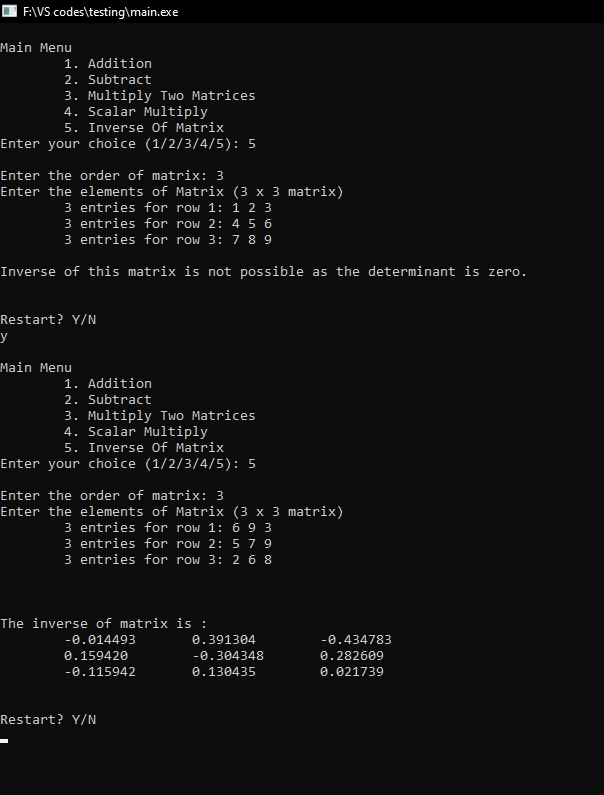 F:\VS codes\testing\main.exe
Main Menu
1. Addition
2. Subtract
3. Multiply Two Matrices
4. Scalar Multiply
5. Inverse Of Matrix
Enter your choice (1/2/3/4/5): 5
Enter the order of matrix: 3
Enter the elements of Matrix (3 x 3 matrix)
3 entries for row 1: 1 2 3
3 entries for row 2: 4 5 6
3 entries for row 3: 7 8 9
Inverse of this matrix is not possible as the determinant is zero.
Restart? Y/N
y
Main Menu
1. Addition
2. Subtract
3. Multiply Two Matrices
4. Scalar Multiply
5. Inverse Of Matrix
Enter your choice (1/2/3/4/5): 5
Enter the order of matrix: 3
Enter the elements of Matrix (3 x 3 matrix)
3 entries for row 1: 6 9 3
3 entries for row 2: 5 7 9
3 entries for row 3: 2 6 8
The inverse of matrix is :
-0.014493 0.391304 -0.434783
0.159420 -0.304348 0.282609
-0.115942 0.130435 0.021739
Restart? Y/N